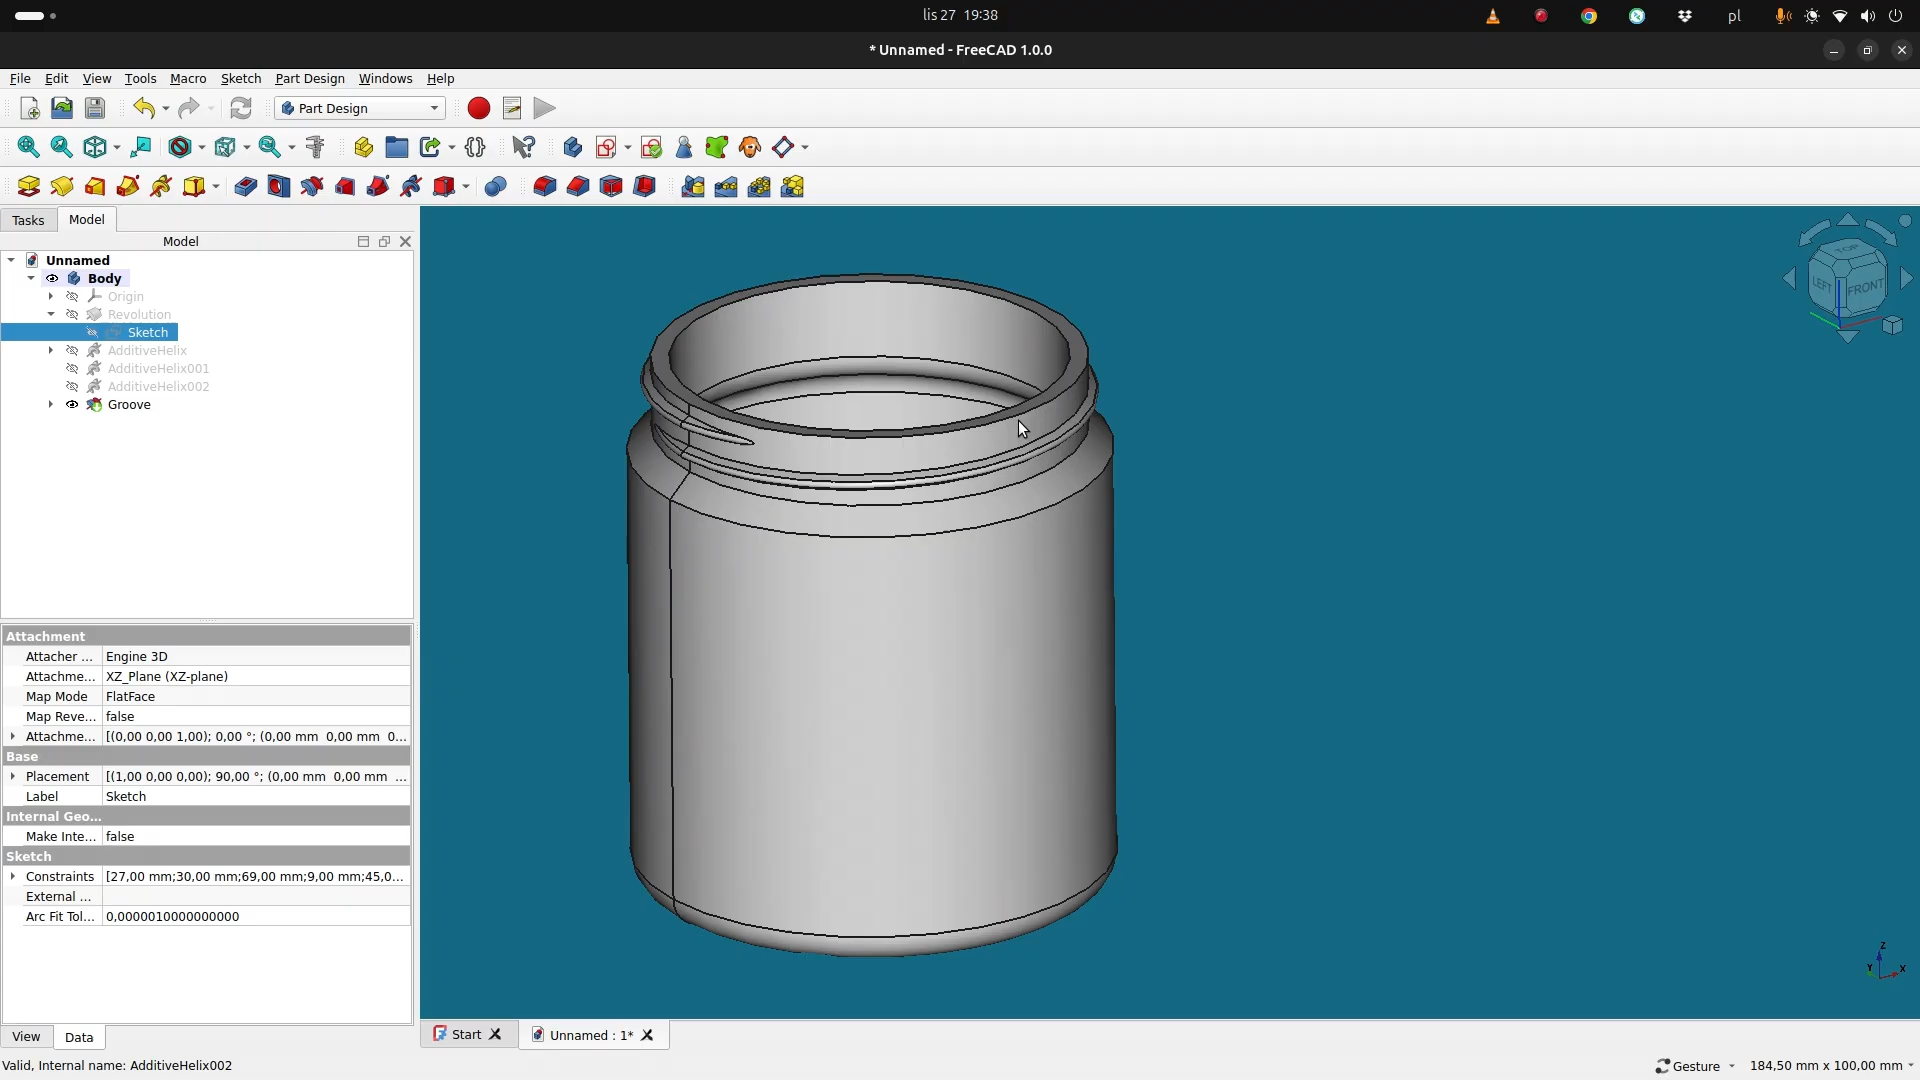 lis 27 19:38
pl
* Unnamed - FreeCAD 1.0.0
File Edit View Tools Macro Sketch Part Design Windows Help
Part Design
Tasks Model
Model
Unnamed
Body
Origin
Revolution
Sketch
AdditiveHelix
AdditiveHelix001
AdditiveHelix002
Groove
TOP
LEFT FRONT
Attachment
Attacher ... Engine 3D
Attachme... XZ_Plane (XZ-plane)
Map Mode FlatFace
Map Reve... false
Attachme... [(0,00 0,00 1,00); 0,00 °; (0,00 mm 0,00 mm 0...
Base
Placement [(1,00 0,00 0,00); 90,00 °; (0,00 mm 0,00 mm ...
Label Sketch
Internal Geo...
Make Inte... false
Sketch
Constraints [27,00 mm;30,00 mm;69,00 mm;9,00 mm;45,0...
External ...
Arc Fit Tol... 0,0000010000000000
Z
Y X
View Data
Start Unnamed : 1*
Valid, Internal name: AdditiveHelix002
Gesture 184,50 mm x 100,00 mm